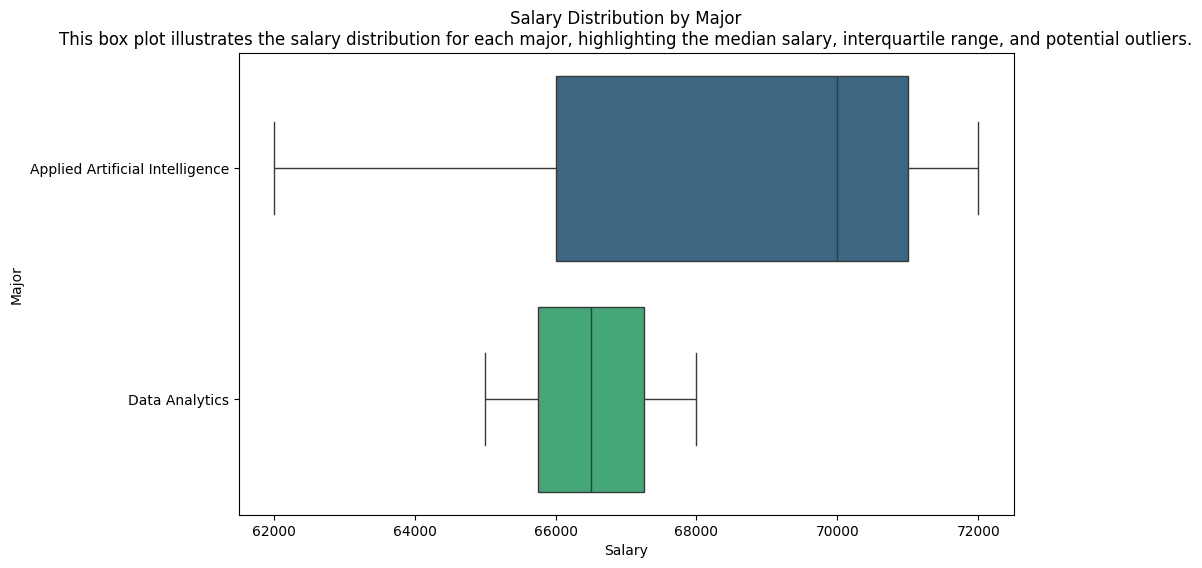 Salary Distribution by Major
This box plot illustrates the salary distribution for each major, highlighting the median salary, interquartile range, and potential outliers.
Applied Artificial Intelligence
Data Analytics
Major
62000 64000 66000 68000 70000 72000
Salary